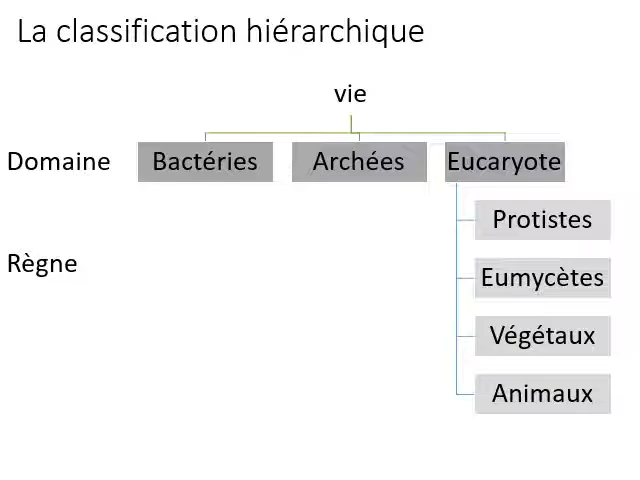 La classification hiérarchique
vie
Domaine
Bactéries
Archées
Eucaryote
Protistes
Règne
Eumycètes
Végétaux
Animaux